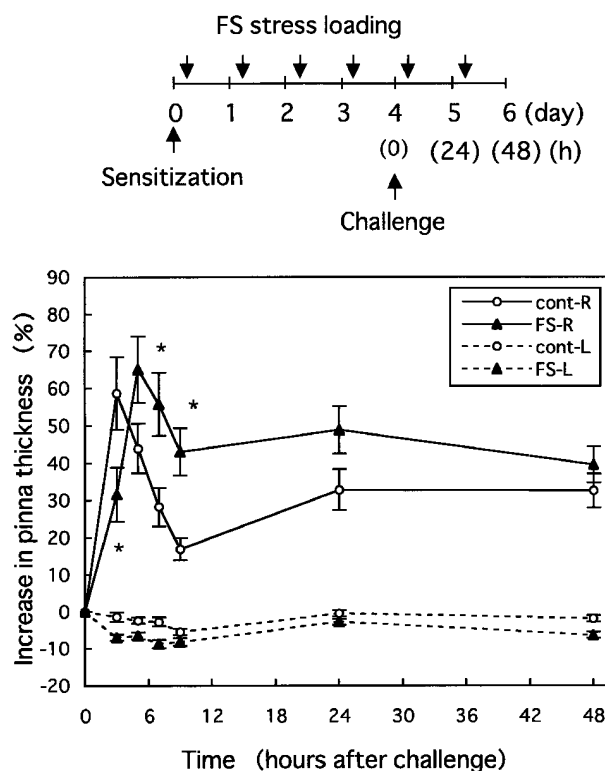 FS stress loading
0 1 2 3 4 5 6 (day)
(0) (24) (48) (h)
Sensitization
Challenge
Increase in pinna thickness (%)
90
80
70
60
50
40
30
20
10
0
-10
-20
cont-R
FS-R
cont-L
FS-L
*
*
*
0 6 12 18 24 30 36 42 48
Time (hours after challenge)